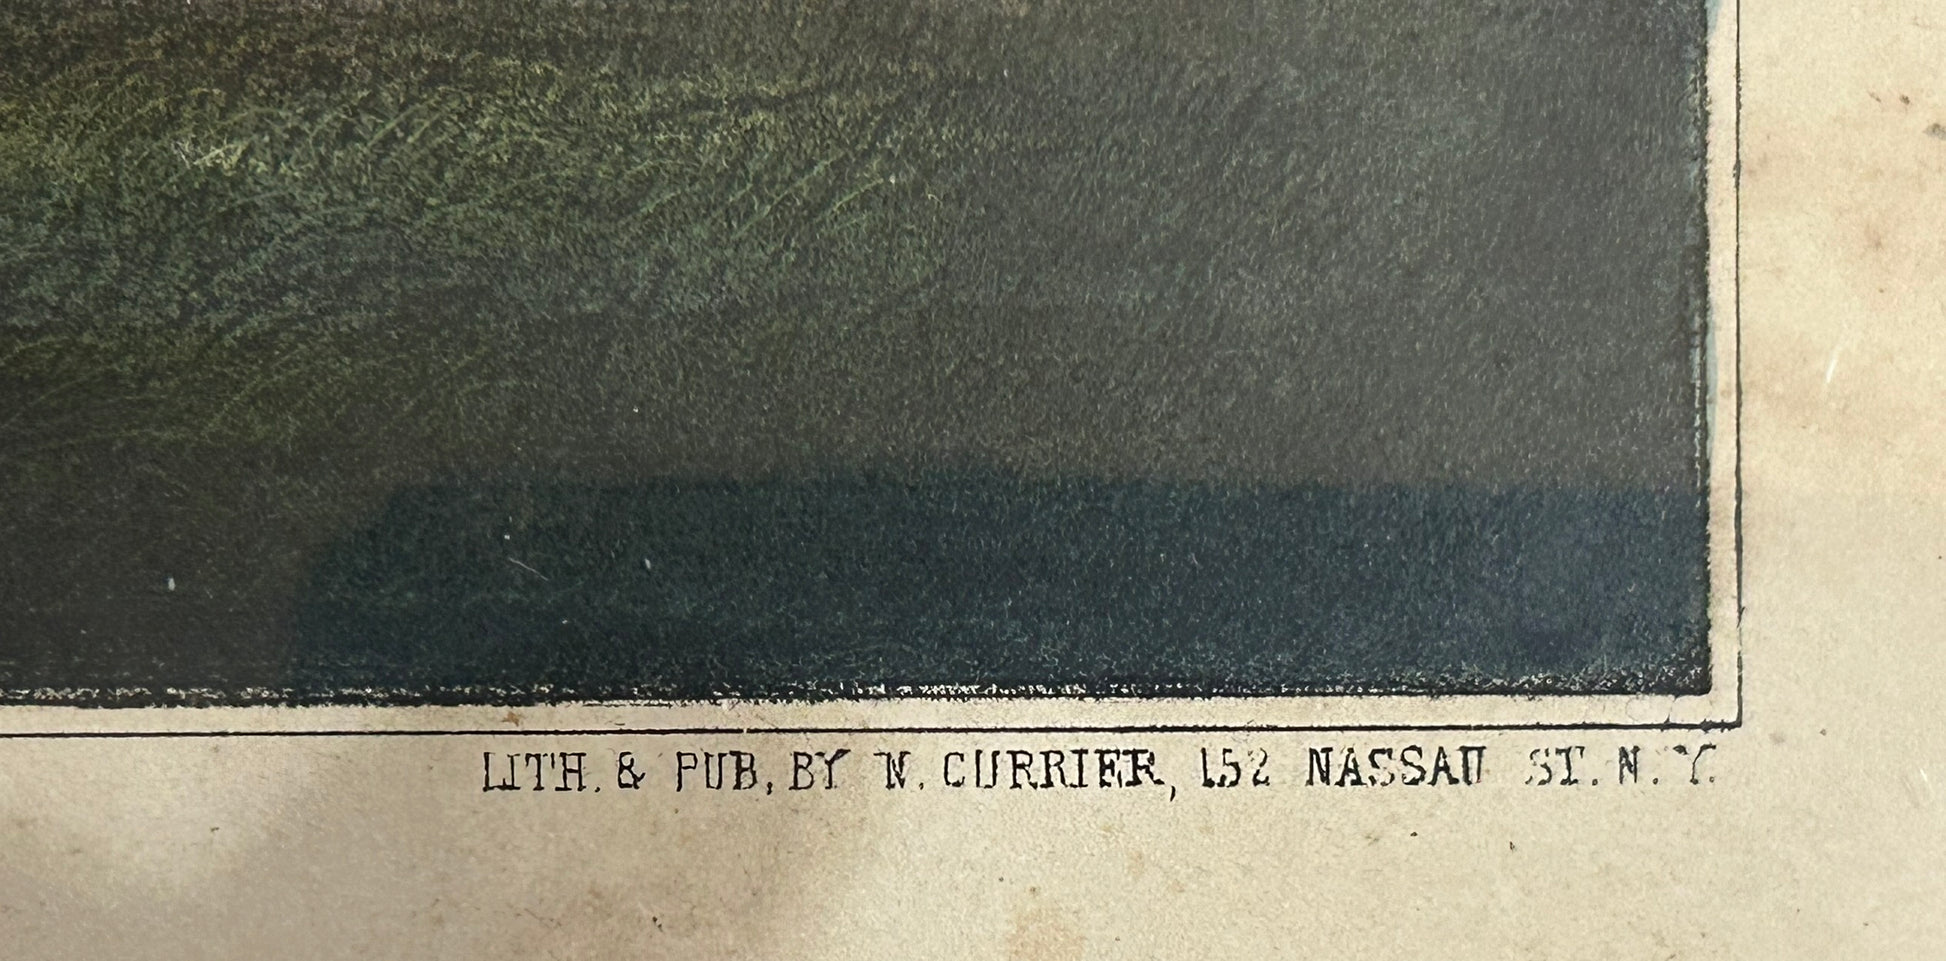 LITH. & PUB. BY N. CURRIER, 152 NASSAU ST. N. Y.